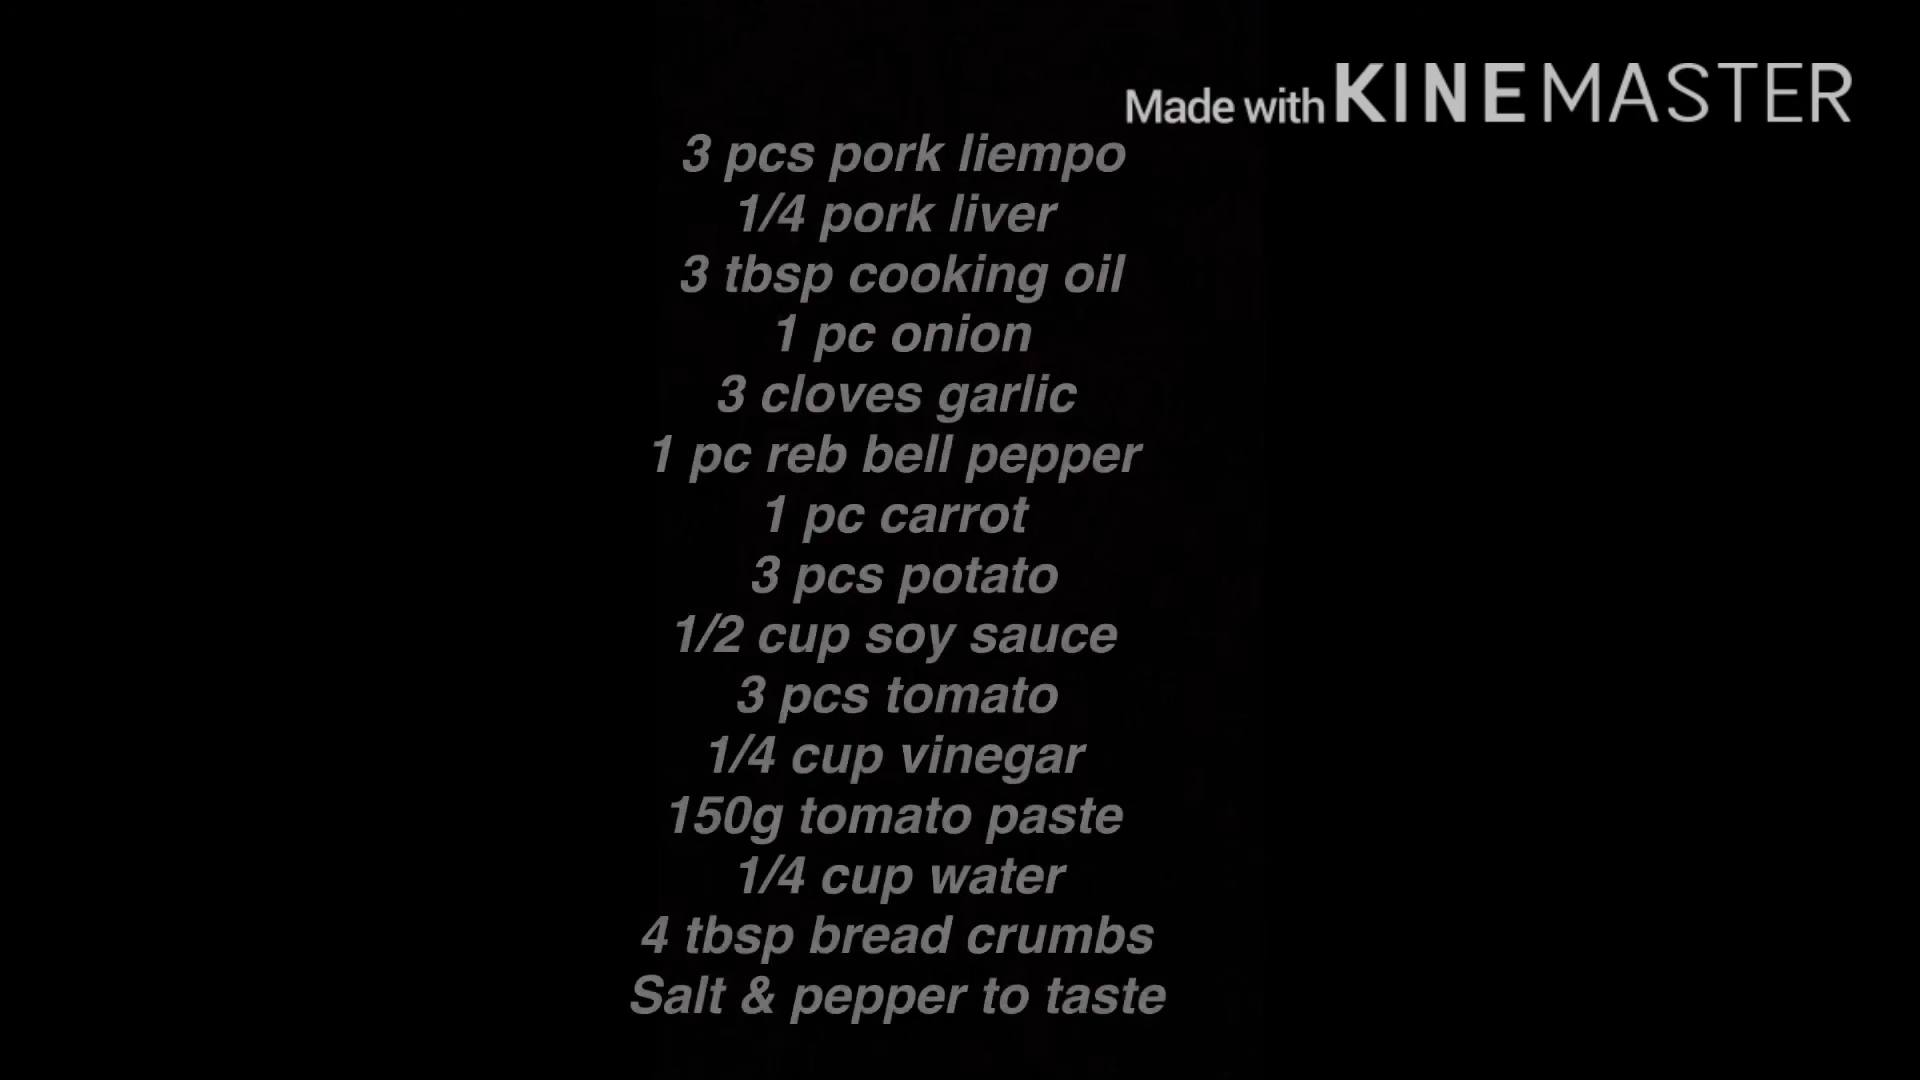 Made with KINEMASTER
3 pcs pork liempo
1/4 pork liver
3 tbsp cooking oil
1 pc onion
3 cloves garlic
1 pc reb bell pepper
1 pc carrot
3 pcs potato
1/2 cup soy sauce
3 pcs tomato
1/4 cup vinegar
150g tomato paste
1/4 cup water
4 tbsp bread crumbs
Salt & pepper to taste